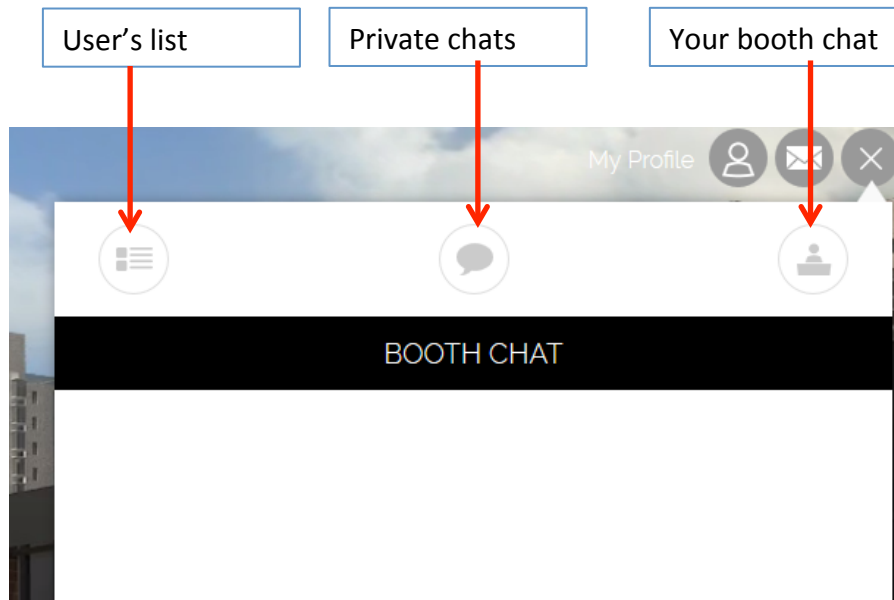 User’s list
Private chats
Your booth chat
My Profile
BOOTH CHAT